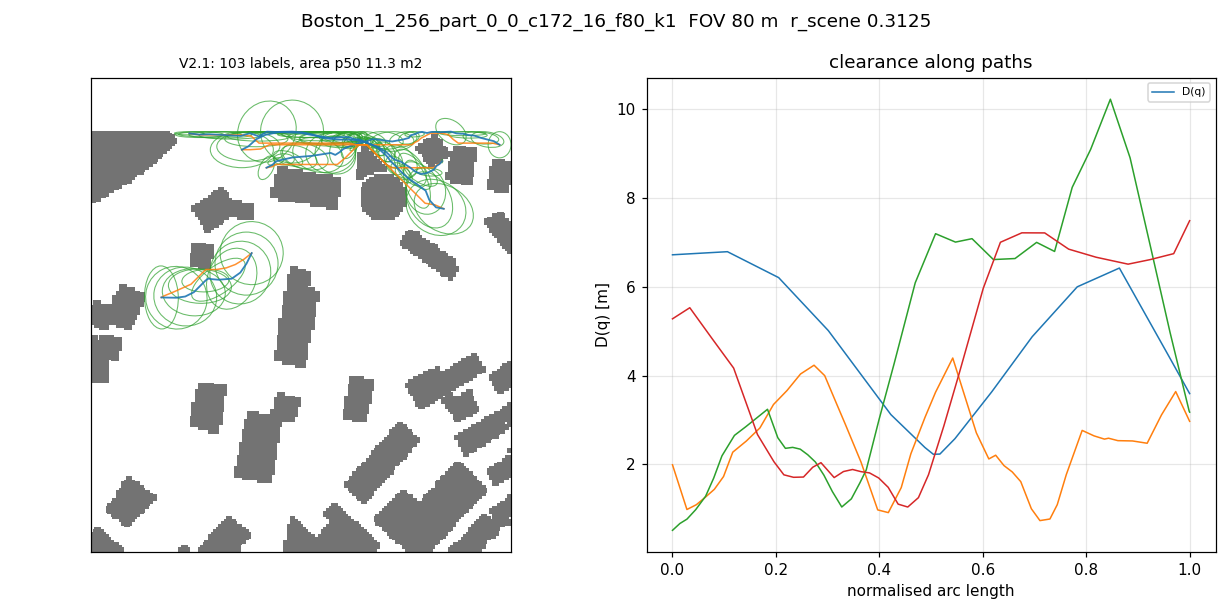 Boston_1_256_part_0_0_c172_16_f80_k1  FOV 80 m  r_scene 0.3125
V2.1: 103 labels, area p50 11.3 m2
clearance along paths
D(q)
D(q) [m]
10
8
6
4
2
0.0 0.2 0.4 0.6 0.8 1.0
normalised arc length